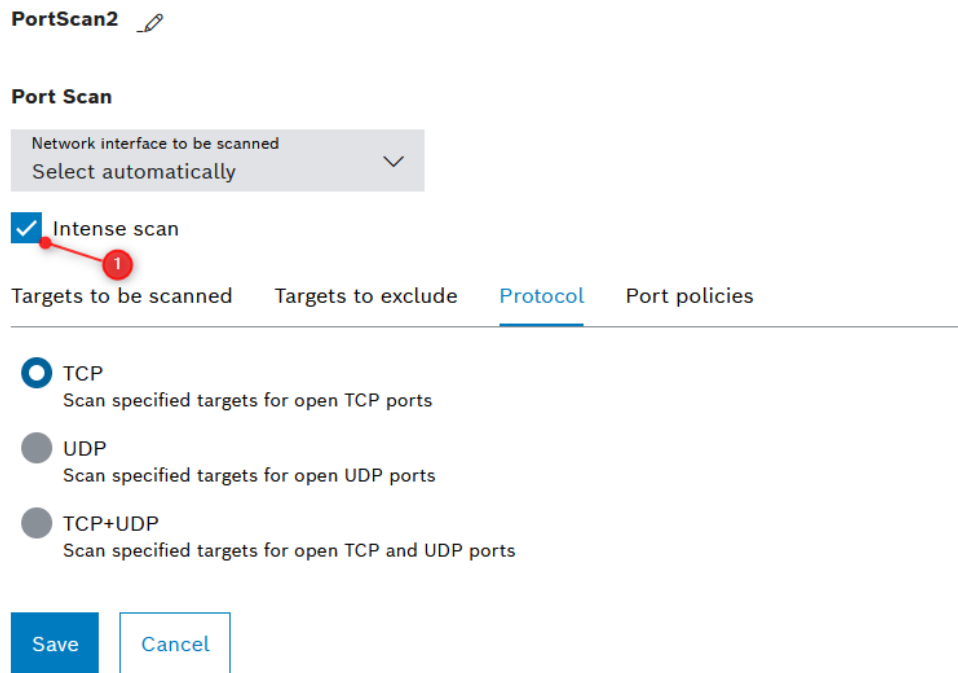 PortScan2
Port Scan
Network interface to be scanned
Select automatically
Intense scan
1
Targets to be scanned Targets to exclude Protocol Port policies
TCP
Scan specified targets for open TCP ports
UDP
Scan specified targets for open UDP ports
TCP+UDP
Scan specified targets for open TCP and UDP ports
Save Cancel